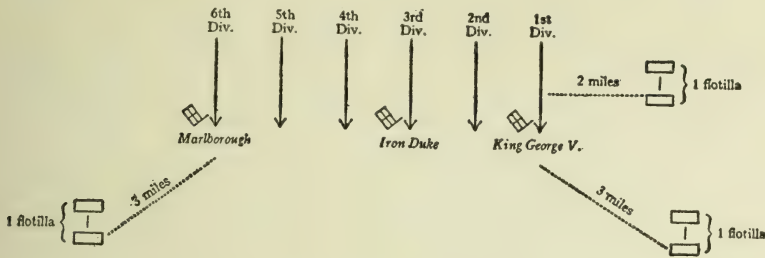 6th 5th 4th 3rd 2nd 1st
Div. Div. Div. Div. Div. Div.
2 miles
1 flotilla
Marlborough Iron Duke King George V.
3 miles
3 miles
1 flotilla
1 flotilla